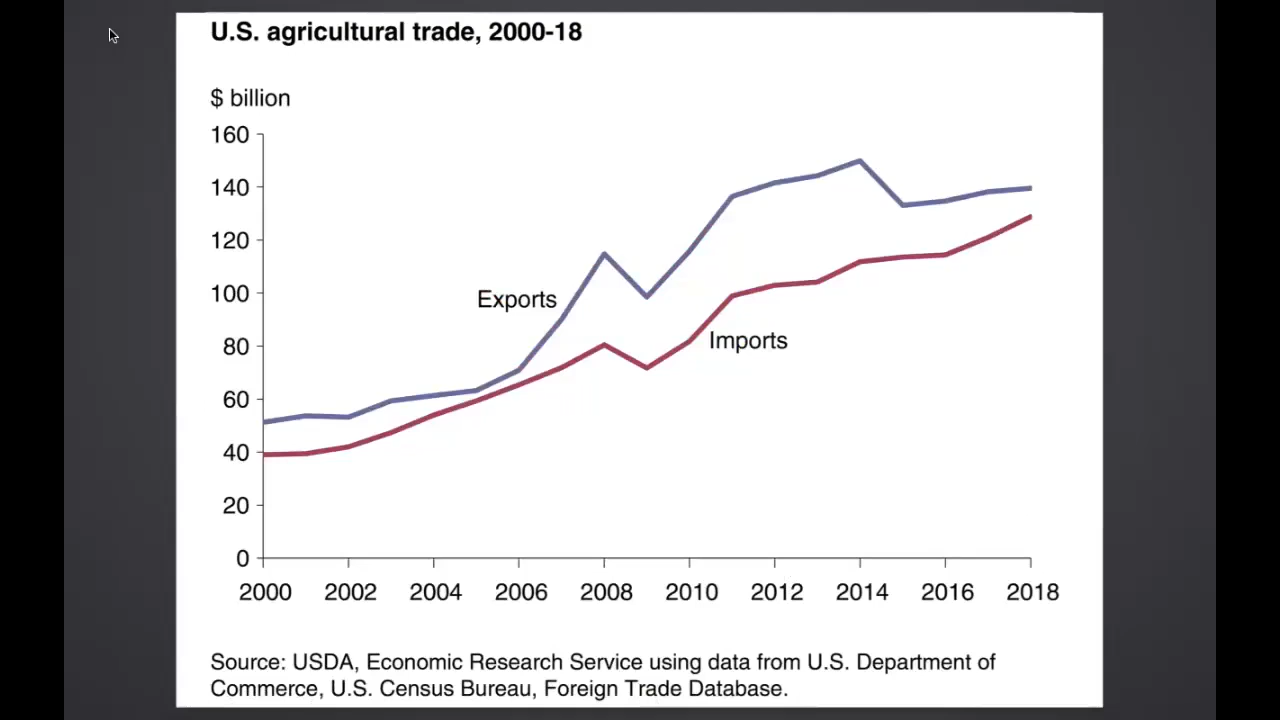 U.S. agricultural trade, 2000-18
$ billion
160
140
120
100
80
60
40
20
0
Exports
Imports
2000 2002 2004 2006 2008 2010 2012 2014 2016 2018
Source: USDA, Economic Research Service using data from U.S. Department of
Commerce, U.S. Census Bureau, Foreign Trade Database.